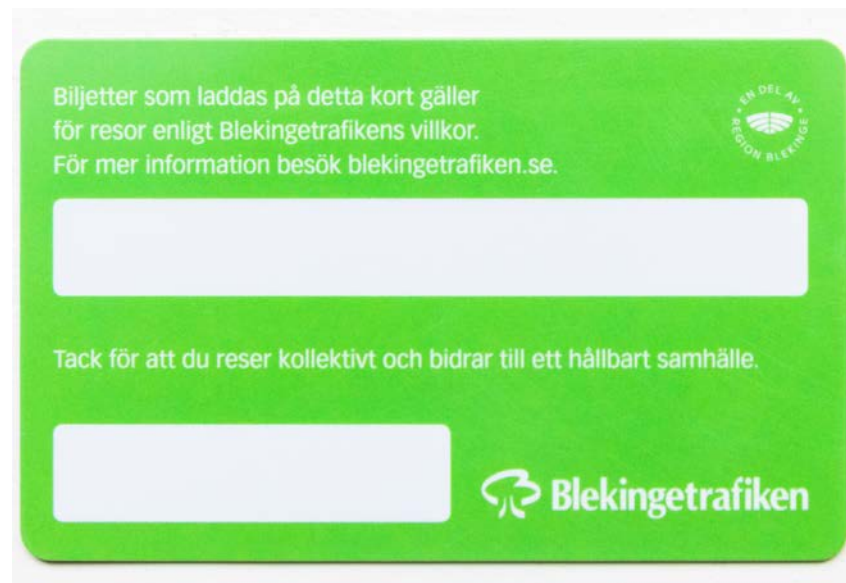 Biljetter som laddas på detta kort gäller
för resor enligt Blekingetrafikens villkor.
För mer information besök blekingetrafiken.se.
EN DEL AV
REGION BLEKINGE
Tack för att du reser kollektivt och bidrar till ett hållbart samhälle.
Blekingetrafiken